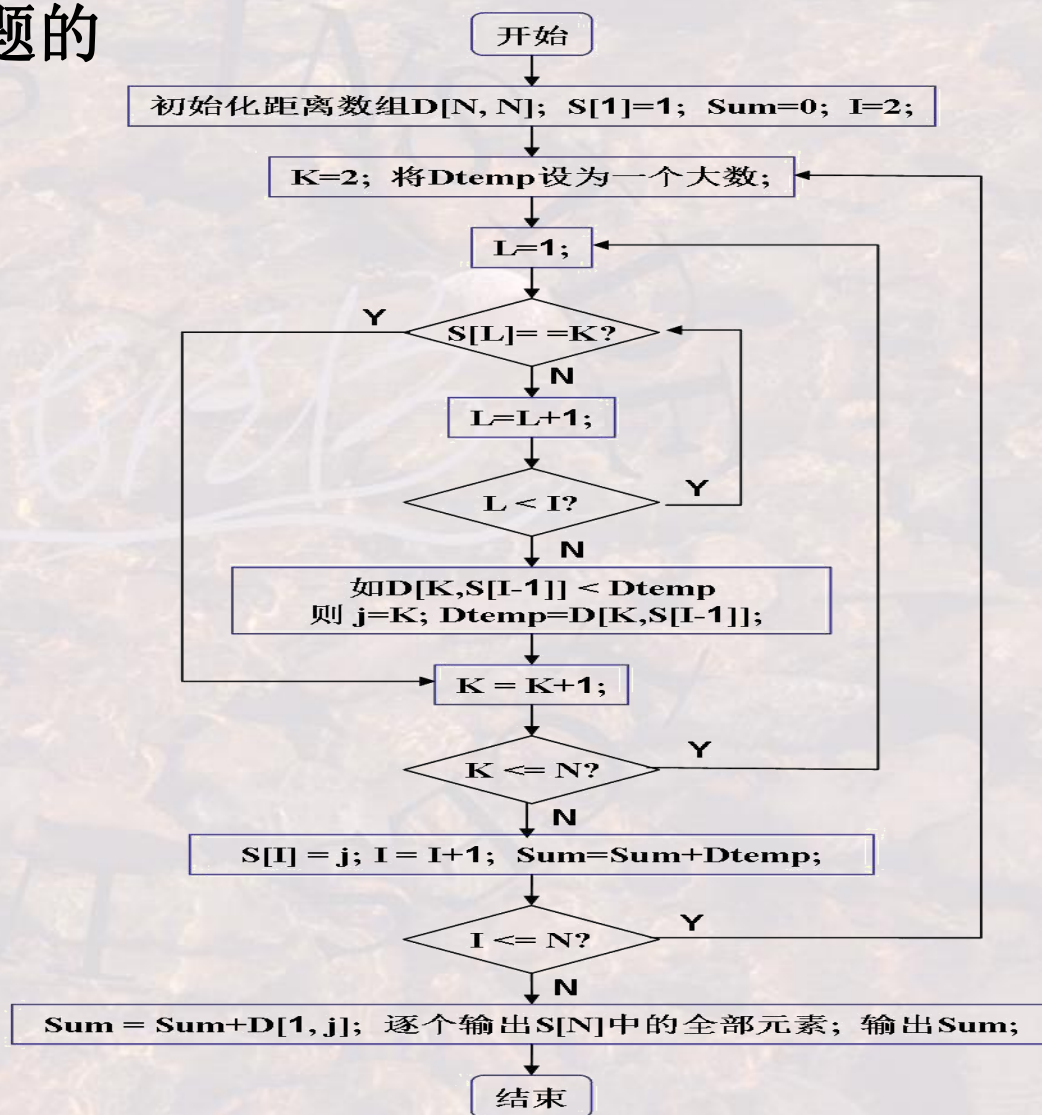 题的
开始
初始化距离数组D[N, N]; S[1]=1; Sum=0; I=2;
K=2; 将Dtemp设为一个大数;
L=1;
S[L]= =K?
Y
N
L=L+1;
L < I?
Y
N
如D[K,S[I-1]] < Dtemp
则 j=K; Dtemp=D[K,S[I-1]];
K = K+1;
K <= N?
Y
N
S[I] = j; I = I+1; Sum=Sum+Dtemp;
I <= N?
Y
N
Sum = Sum+D[1, j]; 逐个输出S[N]中的全部元素; 输出Sum;
结束